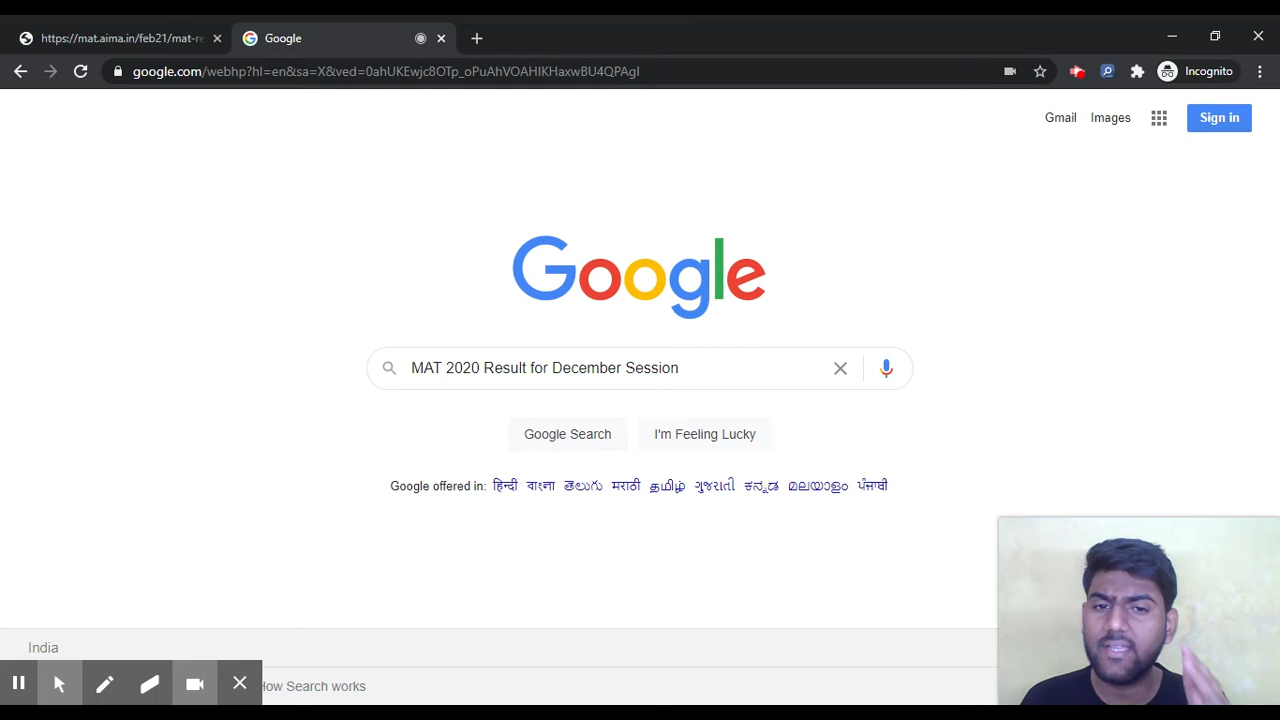 https://mat.aima.in/feb21/mat-re
Google
google.com/webhp?hl=en&sa=X&ved=0ahUKEwjc8OTp_oPuAhVOAHIKHaxwBU4QPAgI
Incognito
Gmail Images Sign in
Google
MAT 2020 Result for December Session
Google Search I'm Feeling Lucky
Google offered in: हिन्दी বাংলা తెలుగు मराठी தமிழ் ગુજરાતી ಕನ್ನಡ മലയാളം ਪੰਜਾਬੀ
India
How Search works